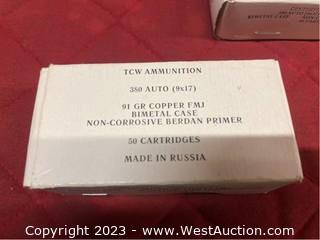 TCW AMMUNITION
380 AUTO (9x17)
91 GR COPPER FMJ
BIMETAL CASE
NON-CORROSIVE BERDAN PRIMER
50 CARTRIDGES
MADE IN RUSSIA
Copyright 2023 - WestAuction.com